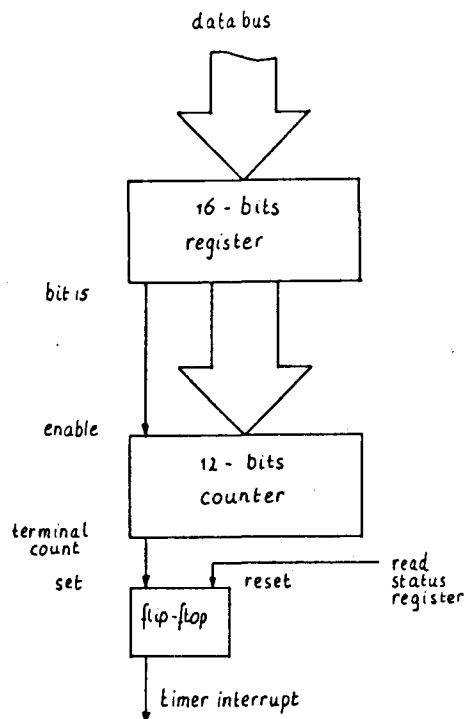 data bus
16 - bits
register
bit 15
enable
12 - bits
counter
terminal
count
set
reset
read
status
register
flip-flop
timer interrupt